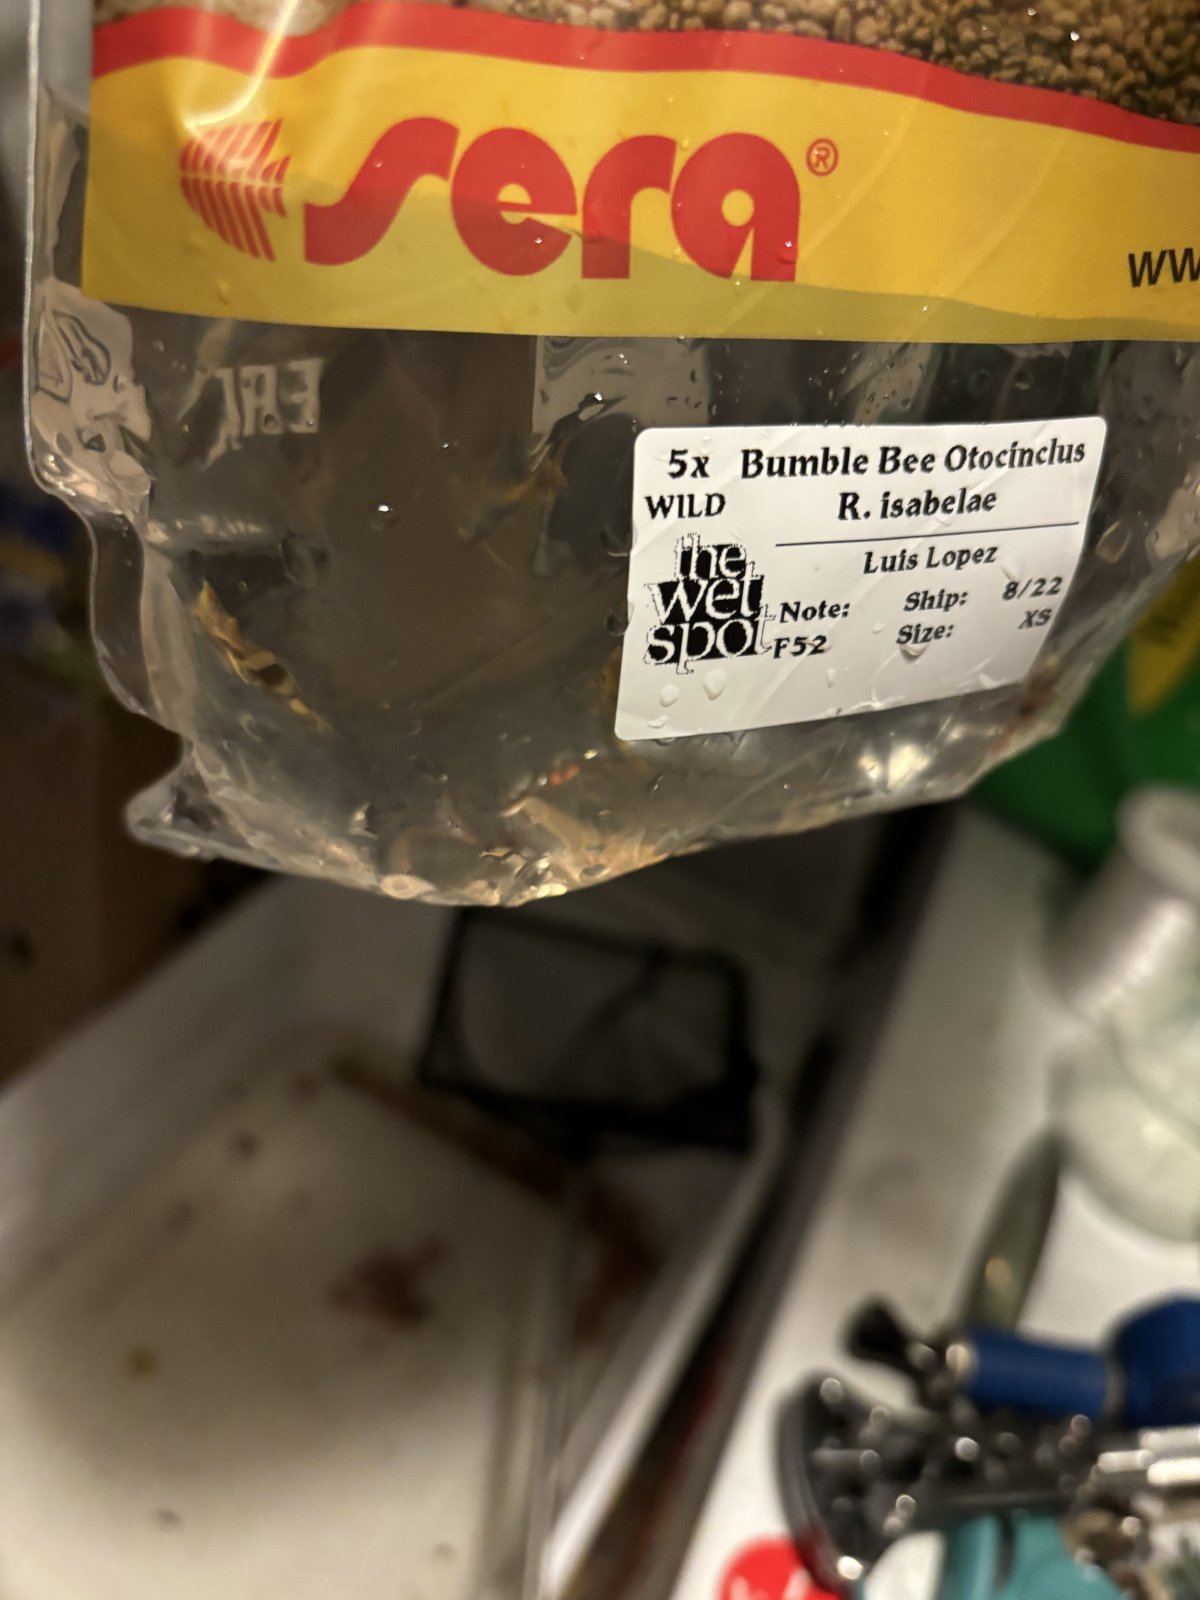 sera®
ww
5x Bumble Bee Otocinclus
WILD R. isabelae
Luis Lopez
the wet spot
Note: Ship: 8/22
F52 Size: XS